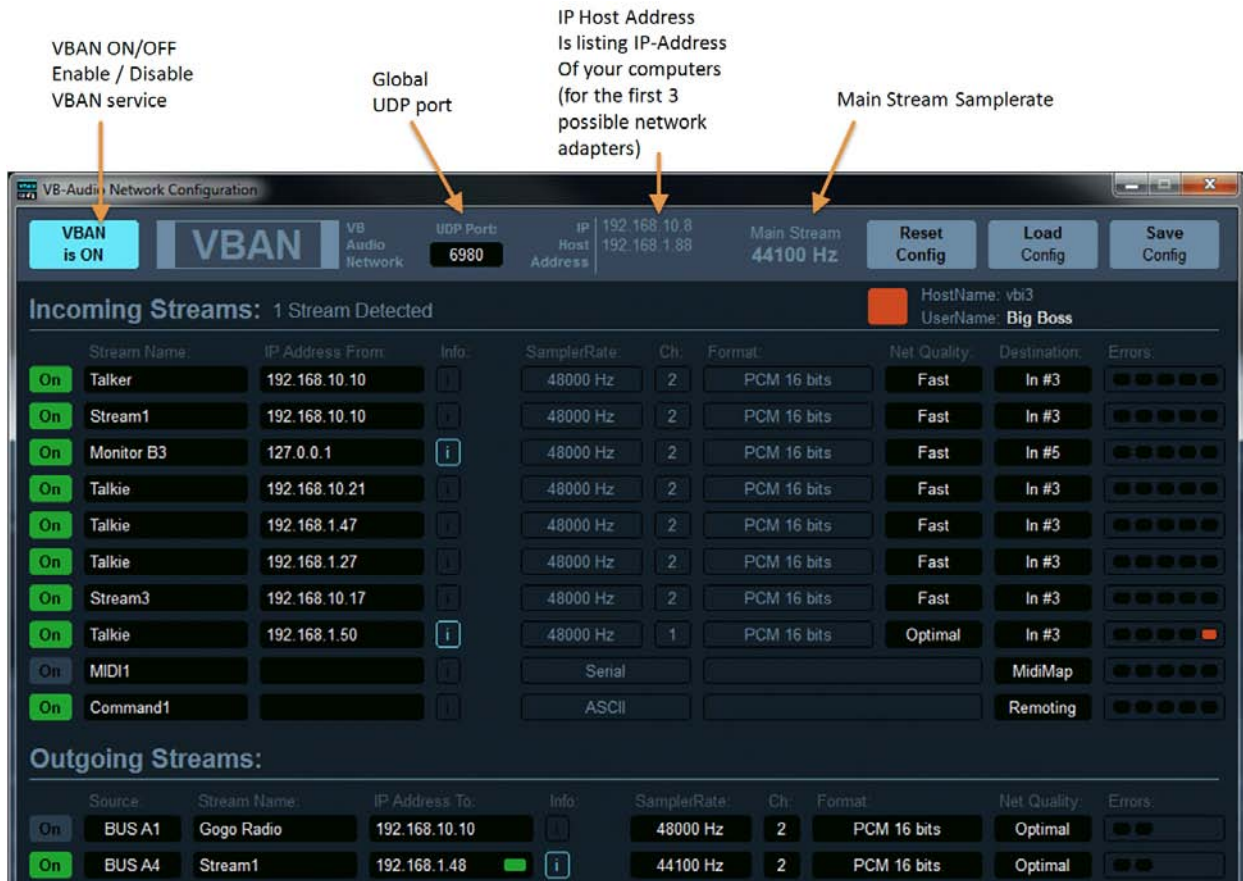 VBAN ON/OFF
Enable / Disable
VBAN service
Global
UDP port
IP Host Address
Is listing IP-Address
Of your computers
(for the first 3
possible network
adapters)
Main Stream Samplerate
VB-Audio Network Configuration
VBAN
is ON
VBAN
VB
Audio
Network
UDP Port:
6980
IP
Host
Address
192.168.10.8
192.168.1.88
Main Stream
44100 Hz
Reset
Config
Load
Config
Save
Config
Incoming Streams: 1 Stream Detected
HostName: vbi3
UserName: Big Boss
Stream Name: IP Address From: Info: SamplerRate: Ch: Format: Net Quality: Destination: Errors:
On Talker 192.168.10.10 i 48000 Hz 2 PCM 16 bits Fast In #3
On Stream1 192.168.10.10 i 48000 Hz 2 PCM 16 bits Fast In #3
On Monitor B3 127.0.0.1 i 48000 Hz 2 PCM 16 bits Fast In #5
On Talkie 192.168.10.21 i 48000 Hz 2 PCM 16 bits Fast In #3
On Talkie 192.168.1.47 i 48000 Hz 2 PCM 16 bits Fast In #3
On Talkie 192.168.1.27 i 48000 Hz 2 PCM 16 bits Fast In #3
On Stream3 192.168.10.17 i 48000 Hz 2 PCM 16 bits Fast In #3
On Talkie 192.168.1.50 i 48000 Hz 1 PCM 16 bits Optimal In #3
On MIDI1 i Serial MidiMap
On Command1 i ASCII Remoting
Outgoing Streams:
Source: Stream Name: IP Address To: Info: SamplerRate: Ch: Format: Net Quality: Errors:
On BUS A1 Gogo Radio 192.168.10.10 i 48000 Hz 2 PCM 16 bits Optimal
On BUS A4 Stream1 192.168.1.48 i 44100 Hz 2 PCM 16 bits Optimal